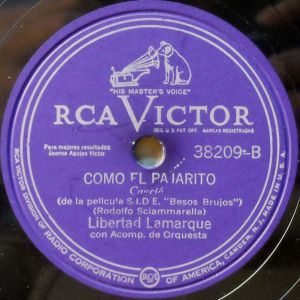 "HIS MASTER'S VOICE"
RCA VICTOR
REG. U.S. PAT OFF. MARCAS REGISTRADAS
Para mejores resultados
úsense Agujas Victor
38209-B
COMO EL PAJARITO
Canción
(de la pelicula S.I.D.E. "Besos Brujos")
(Rodolfo Sciammarella)
Libertad Lamarque
con Acomp. de Orquesta
RCA VICTOR DIVISION OF RADIO CORPORATION OF AMERICA, CAMDEN, N.J. MADE IN U.S.A.
RCA